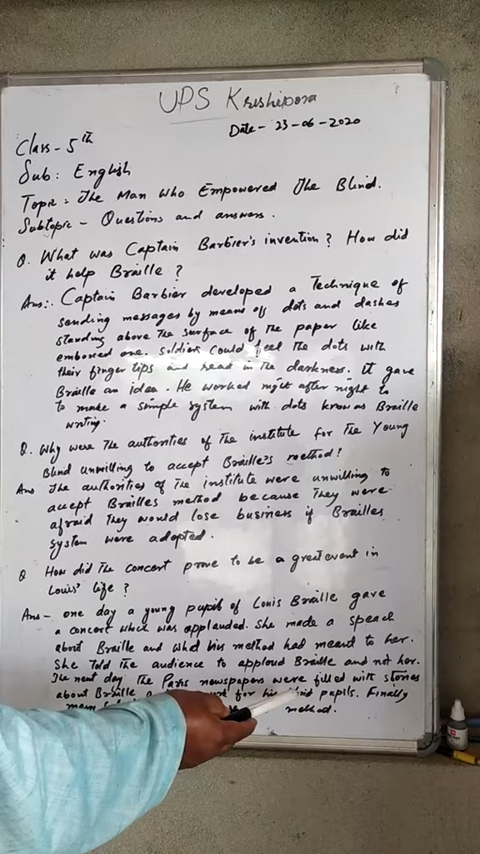 UPS Krishipora
Date - 23-06-2020
Class - 5th
Sub: English
Topic: The Man Who Empowered The Blind.
Subtopic - Questions and answers.
Q. What was Captain Barbier's invention? How did
it help Braille?
Ans:. Captain Barbier developed a Technique of
sending messages by means of dots and dashes
standing above the surface of the paper like
embossed one. Soldiers could feel the dots with
their finger tips and read in the darkness. It gave
Braille an idea. He worked night after night to
to make a simple system with dots known as Braille
writing.
Q. Why were the authorities of the institute for the Young
Blind unwilling to accept Braille's method?
Ans The authorities of the institute were unwilling to
accept Brailles method because they were
afraid they would lose business if Brailles
system were adopted.
Q How did the concert prove to be a great event in
Louis' life?
Ans - one day a young pupil of Louis Braille gave
a concert which was applauded. She made a speach
about Braille and what his method had meant to her.
She told the audience to applaud Braille and not her.
The next day the Paris newspapers were filled with stories
about Braille a for his pupils. Finally
many method.